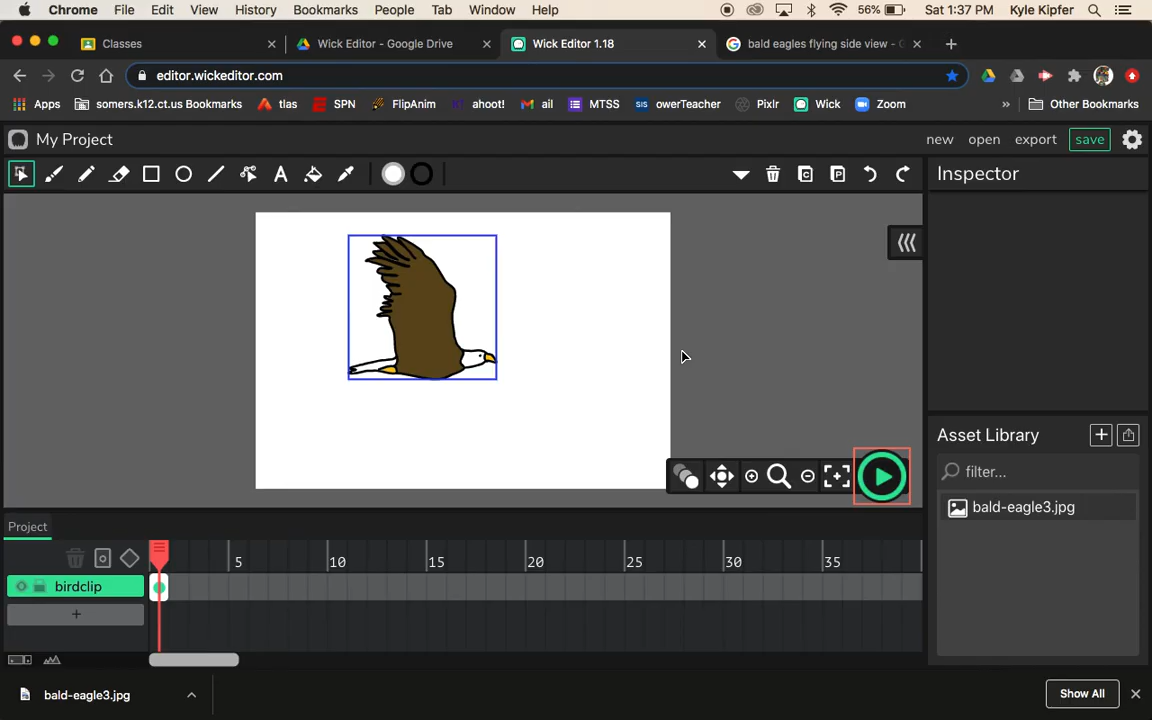 Chrome File Edit View History Bookmarks People Tab Window Help 56% Sat 1:37 PM Kyle Kipfer
Classes Wick Editor - Google Drive Wick Editor 1.18 bald eagles flying side view - G
editor.wickeditor.com
Apps somers.k12.ct.us Bookmarks tlas SPN FlipAnim ahoot! ail MTSS SIS owerTeacher Pixlr Wick Zoom » Other Bookmarks
My Project new open export save
A C P Inspector
Asset Library
filter...
bald-eagle3.jpg
Project
5 10 15 20 25 30 35
birdclip
+
bald-eagle3.jpg Show All